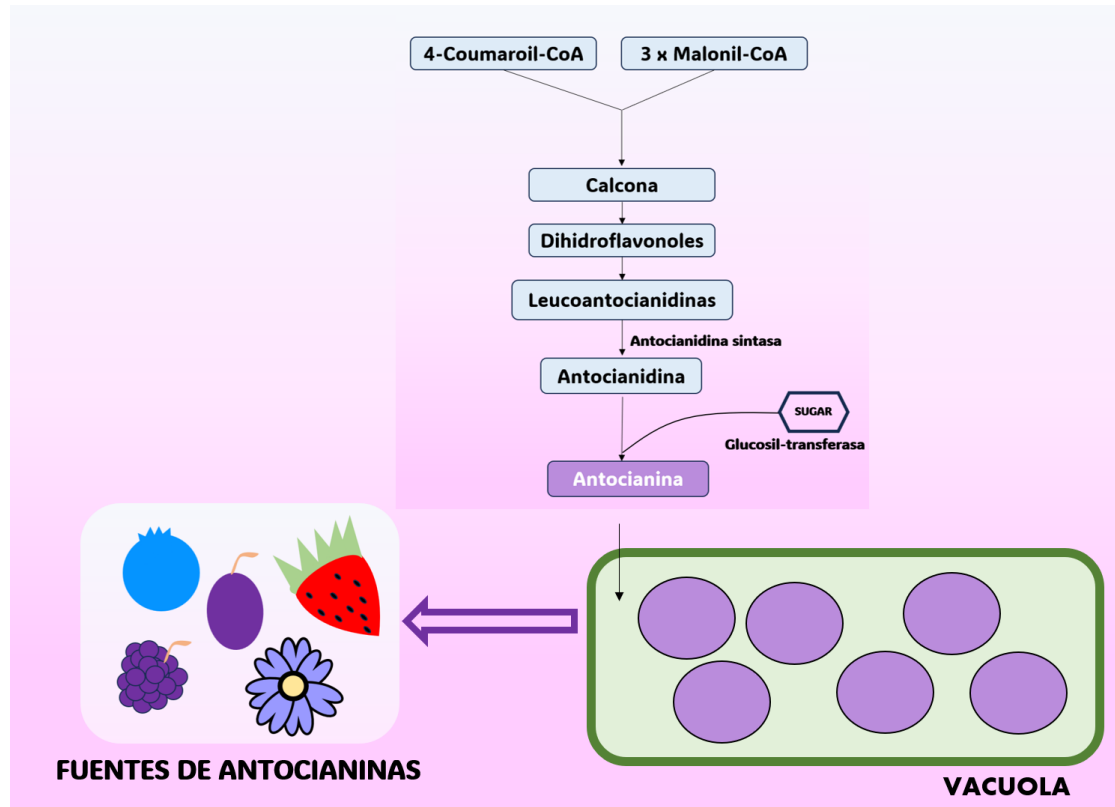 4-Coumaroil-CoA
3 x Malonil-CoA
Calcona
Dihidroflavonoles
Leucoantocianidinas
Antocianidina sintasa
Antocianidina
SUGAR
Glucosil-transferasa
Antocianina
FUENTES DE ANTOCIANINAS
VACUOLA